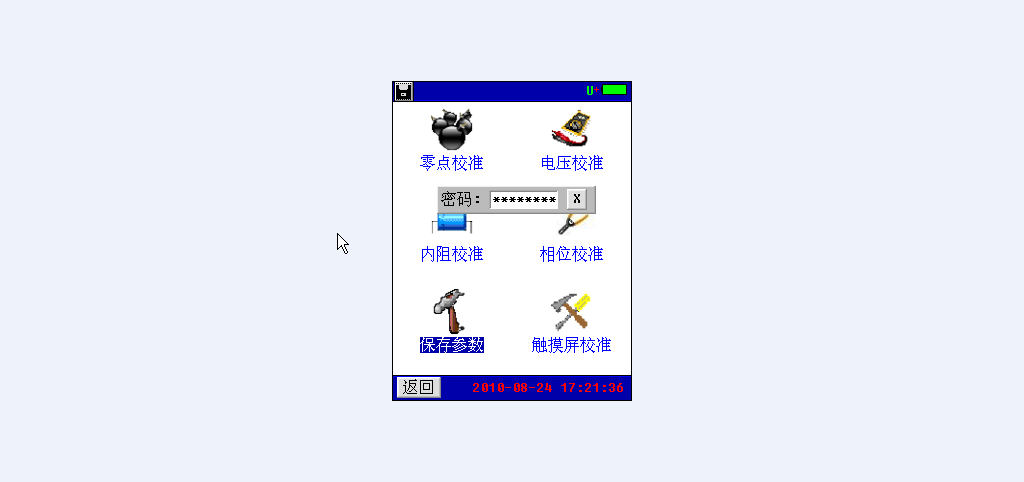 U+
零点校准 电压校准
密码： ******** X
内阻校准 相位校准
保存参数 触摸屏校准
返回 2010-08-24 17:21:36